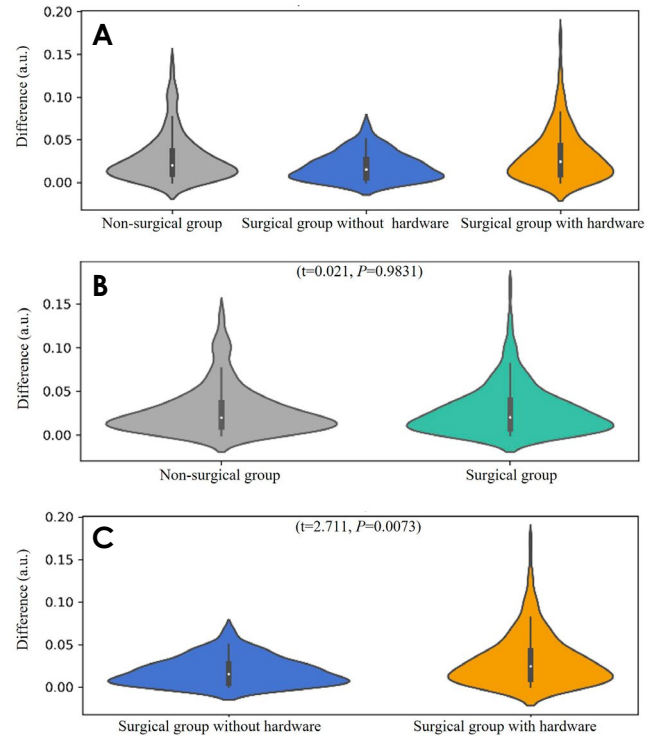 A
0.20
0.15
0.10
0.05
0.00
Difference (a.u.)
Non-surgical group Surgical group without hardware Surgical group with hardware
B
(t=0.021, P=0.9831)
0.15
0.10
0.05
0.00
Difference (a.u.)
Non-surgical group Surgical group
C
(t=2.711, P=0.0073)
0.20
0.15
0.10
0.05
0.00
Difference (a.u.)
Surgical group without hardware Surgical group with hardware